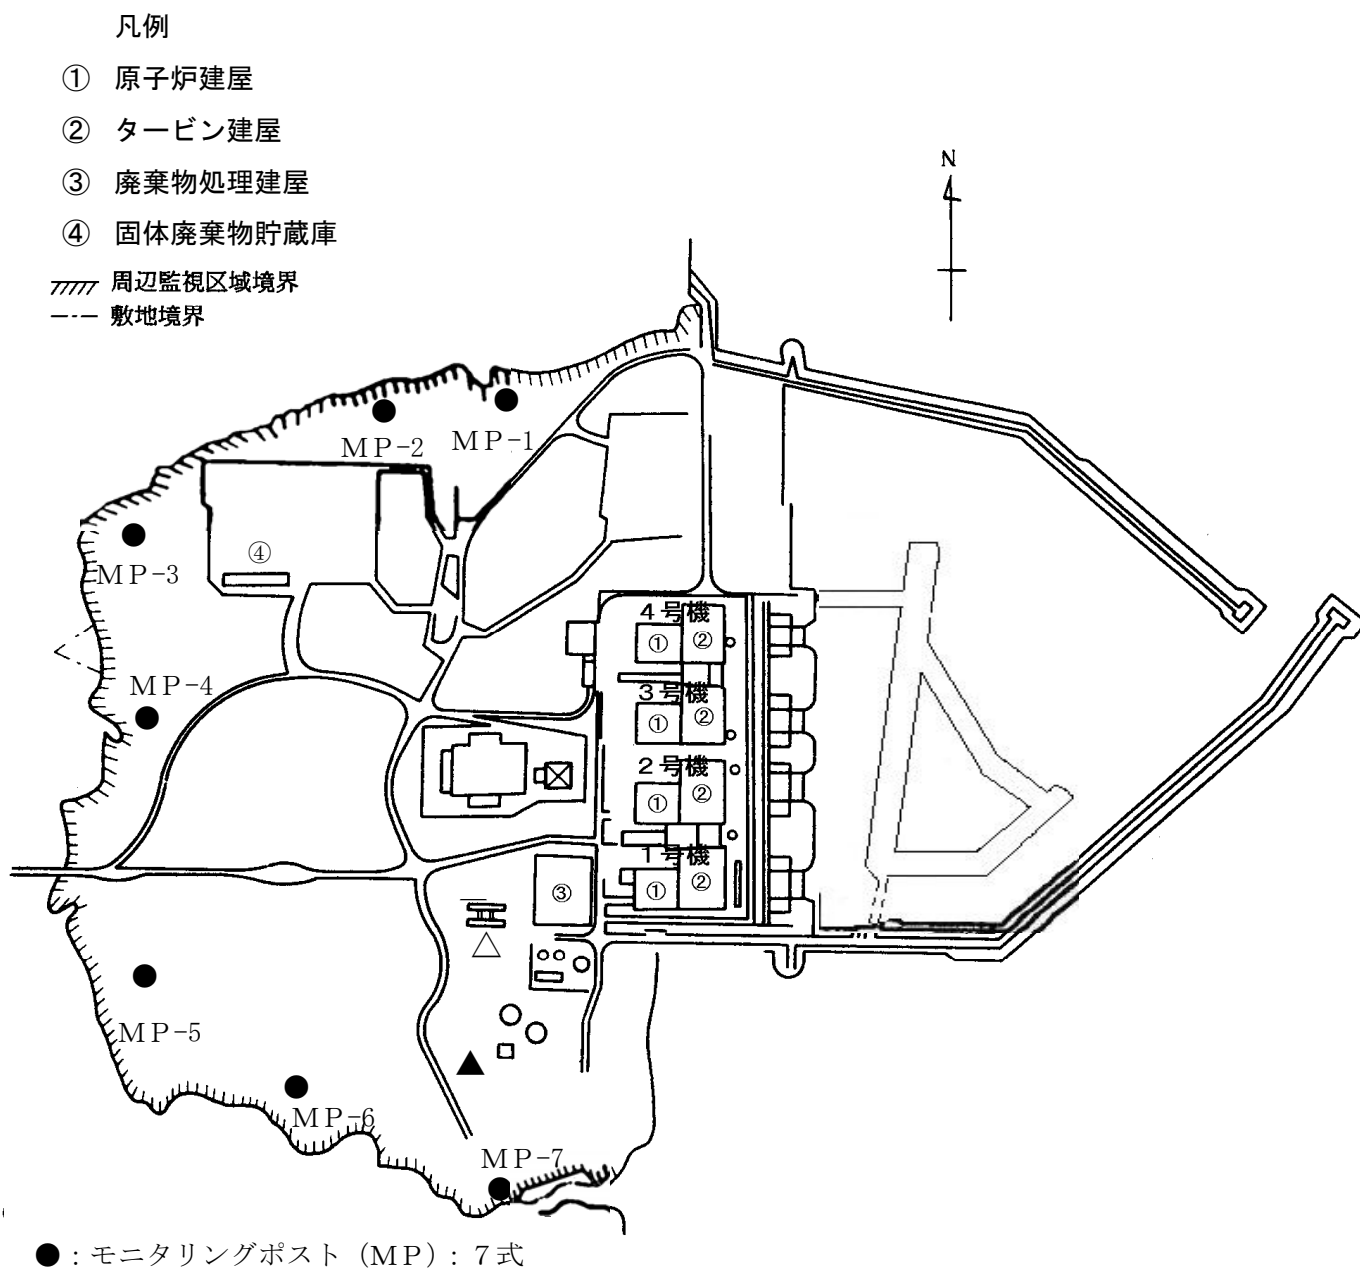 凡例
① 原子炉建屋
② タービン建屋
③ 廃棄物処理建屋
④ 固体廃棄物貯蔵庫
周辺監視区域境界
敷地境界
N
MP-1
MP-2
MP-3
④
MP-4
4号機
① ②
3号機
① ②
2号機
① ②
1号機
① ②
③
MP-5
MP-6
MP-7
●：モニタリングポスト（MP）：7式